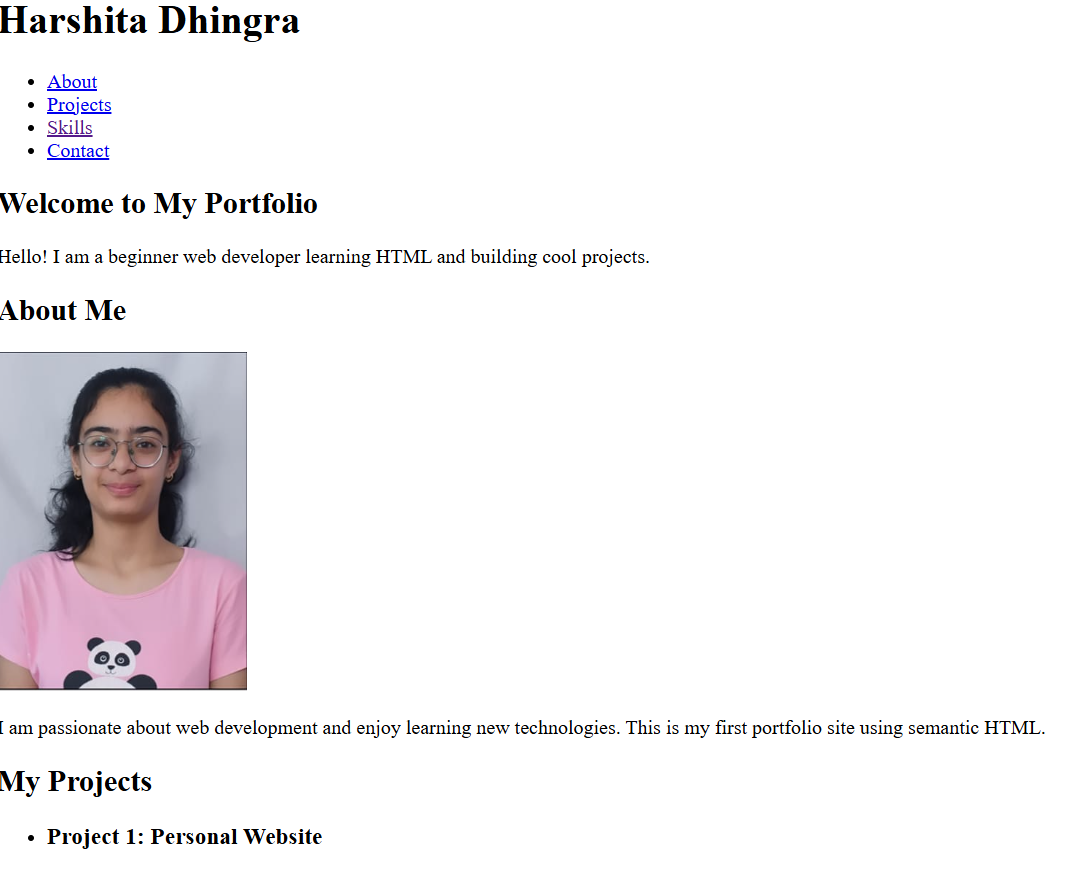 Harshita Dhingra
About
Projects
Skills
Contact
Welcome to My Portfolio
Hello! I am a beginner web developer learning HTML and building cool projects.
About Me
I am passionate about web development and enjoy learning new technologies. This is my first portfolio site using semantic HTML.
My Projects
Project 1: Personal Website